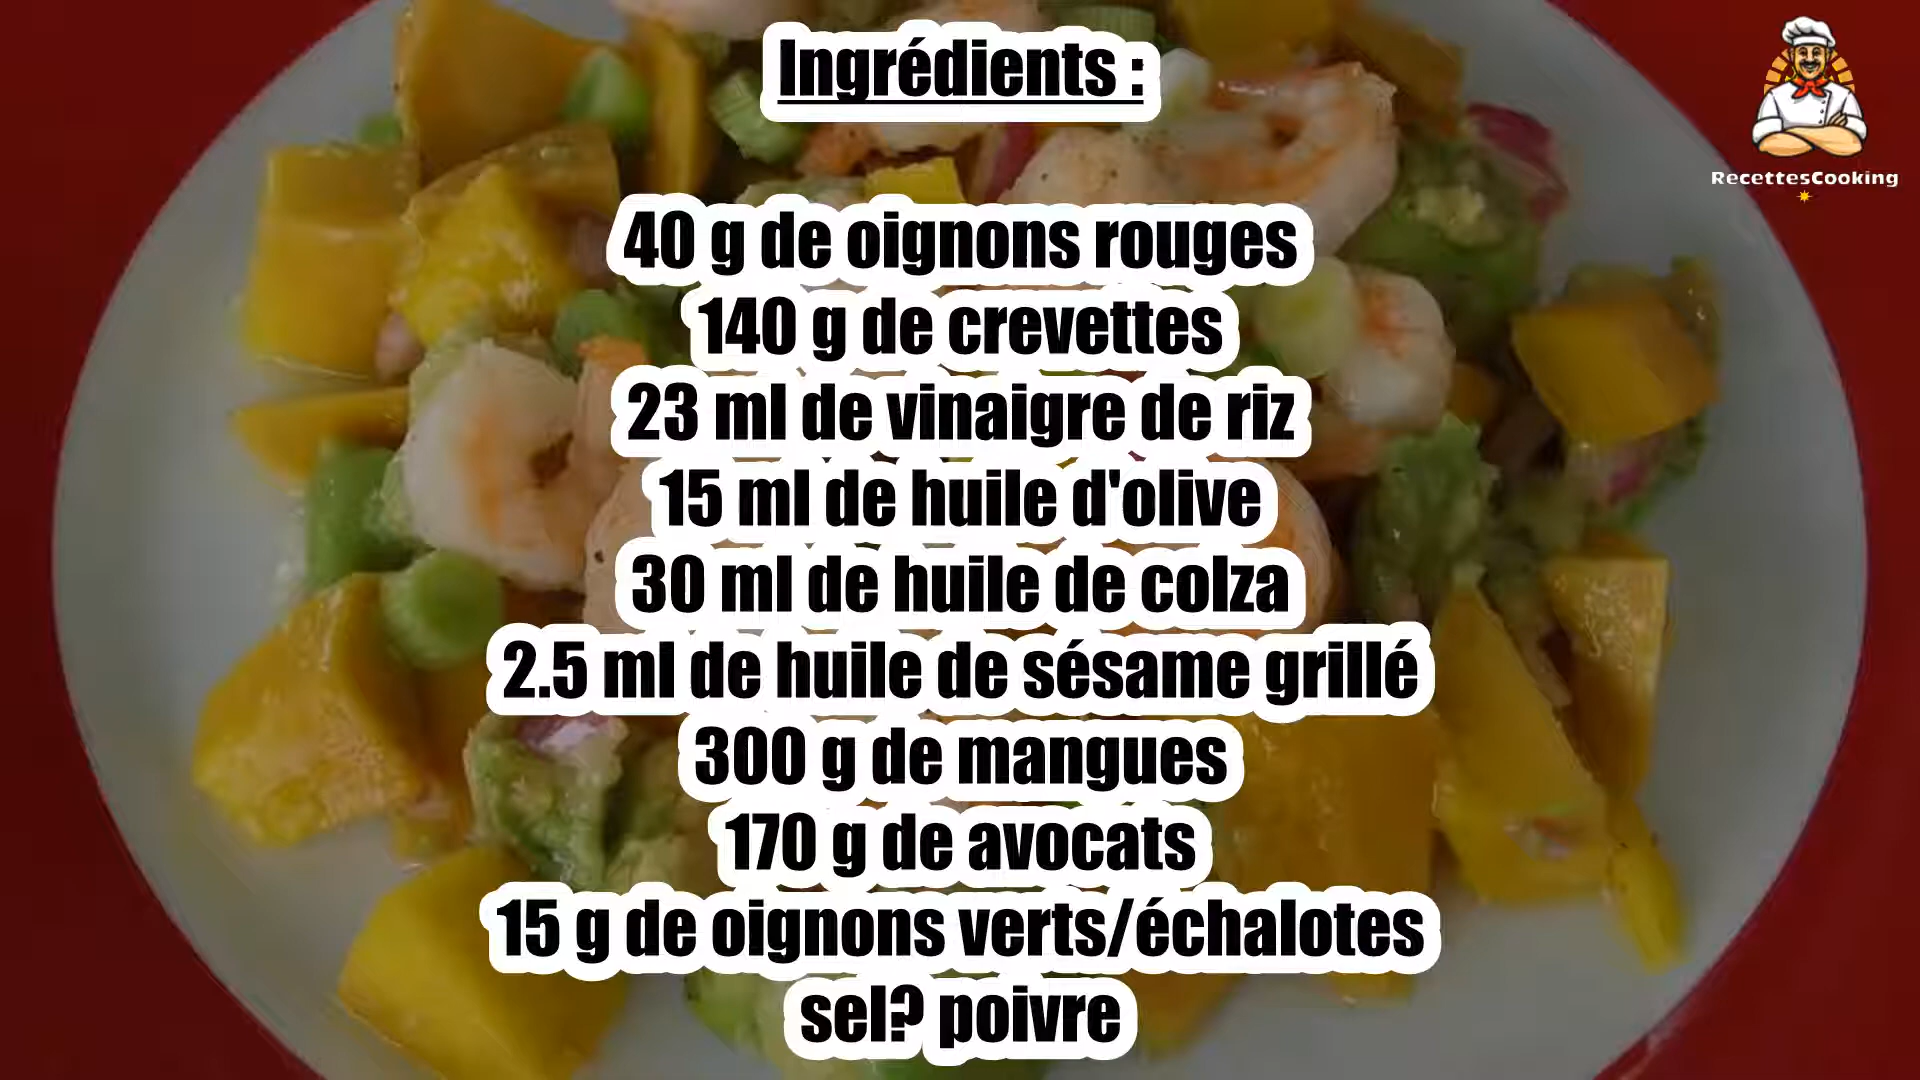 Ingrédients :
RecettesCooking
40 g de oignons rouges
140 g de crevettes
23 ml de vinaigre de riz
15 ml de huile d'olive
30 ml de huile de colza
2.5 ml de huile de sésame grillé
300 g de mangues
170 g de avocats
15 g de oignons verts/échalotes
sel? poivre